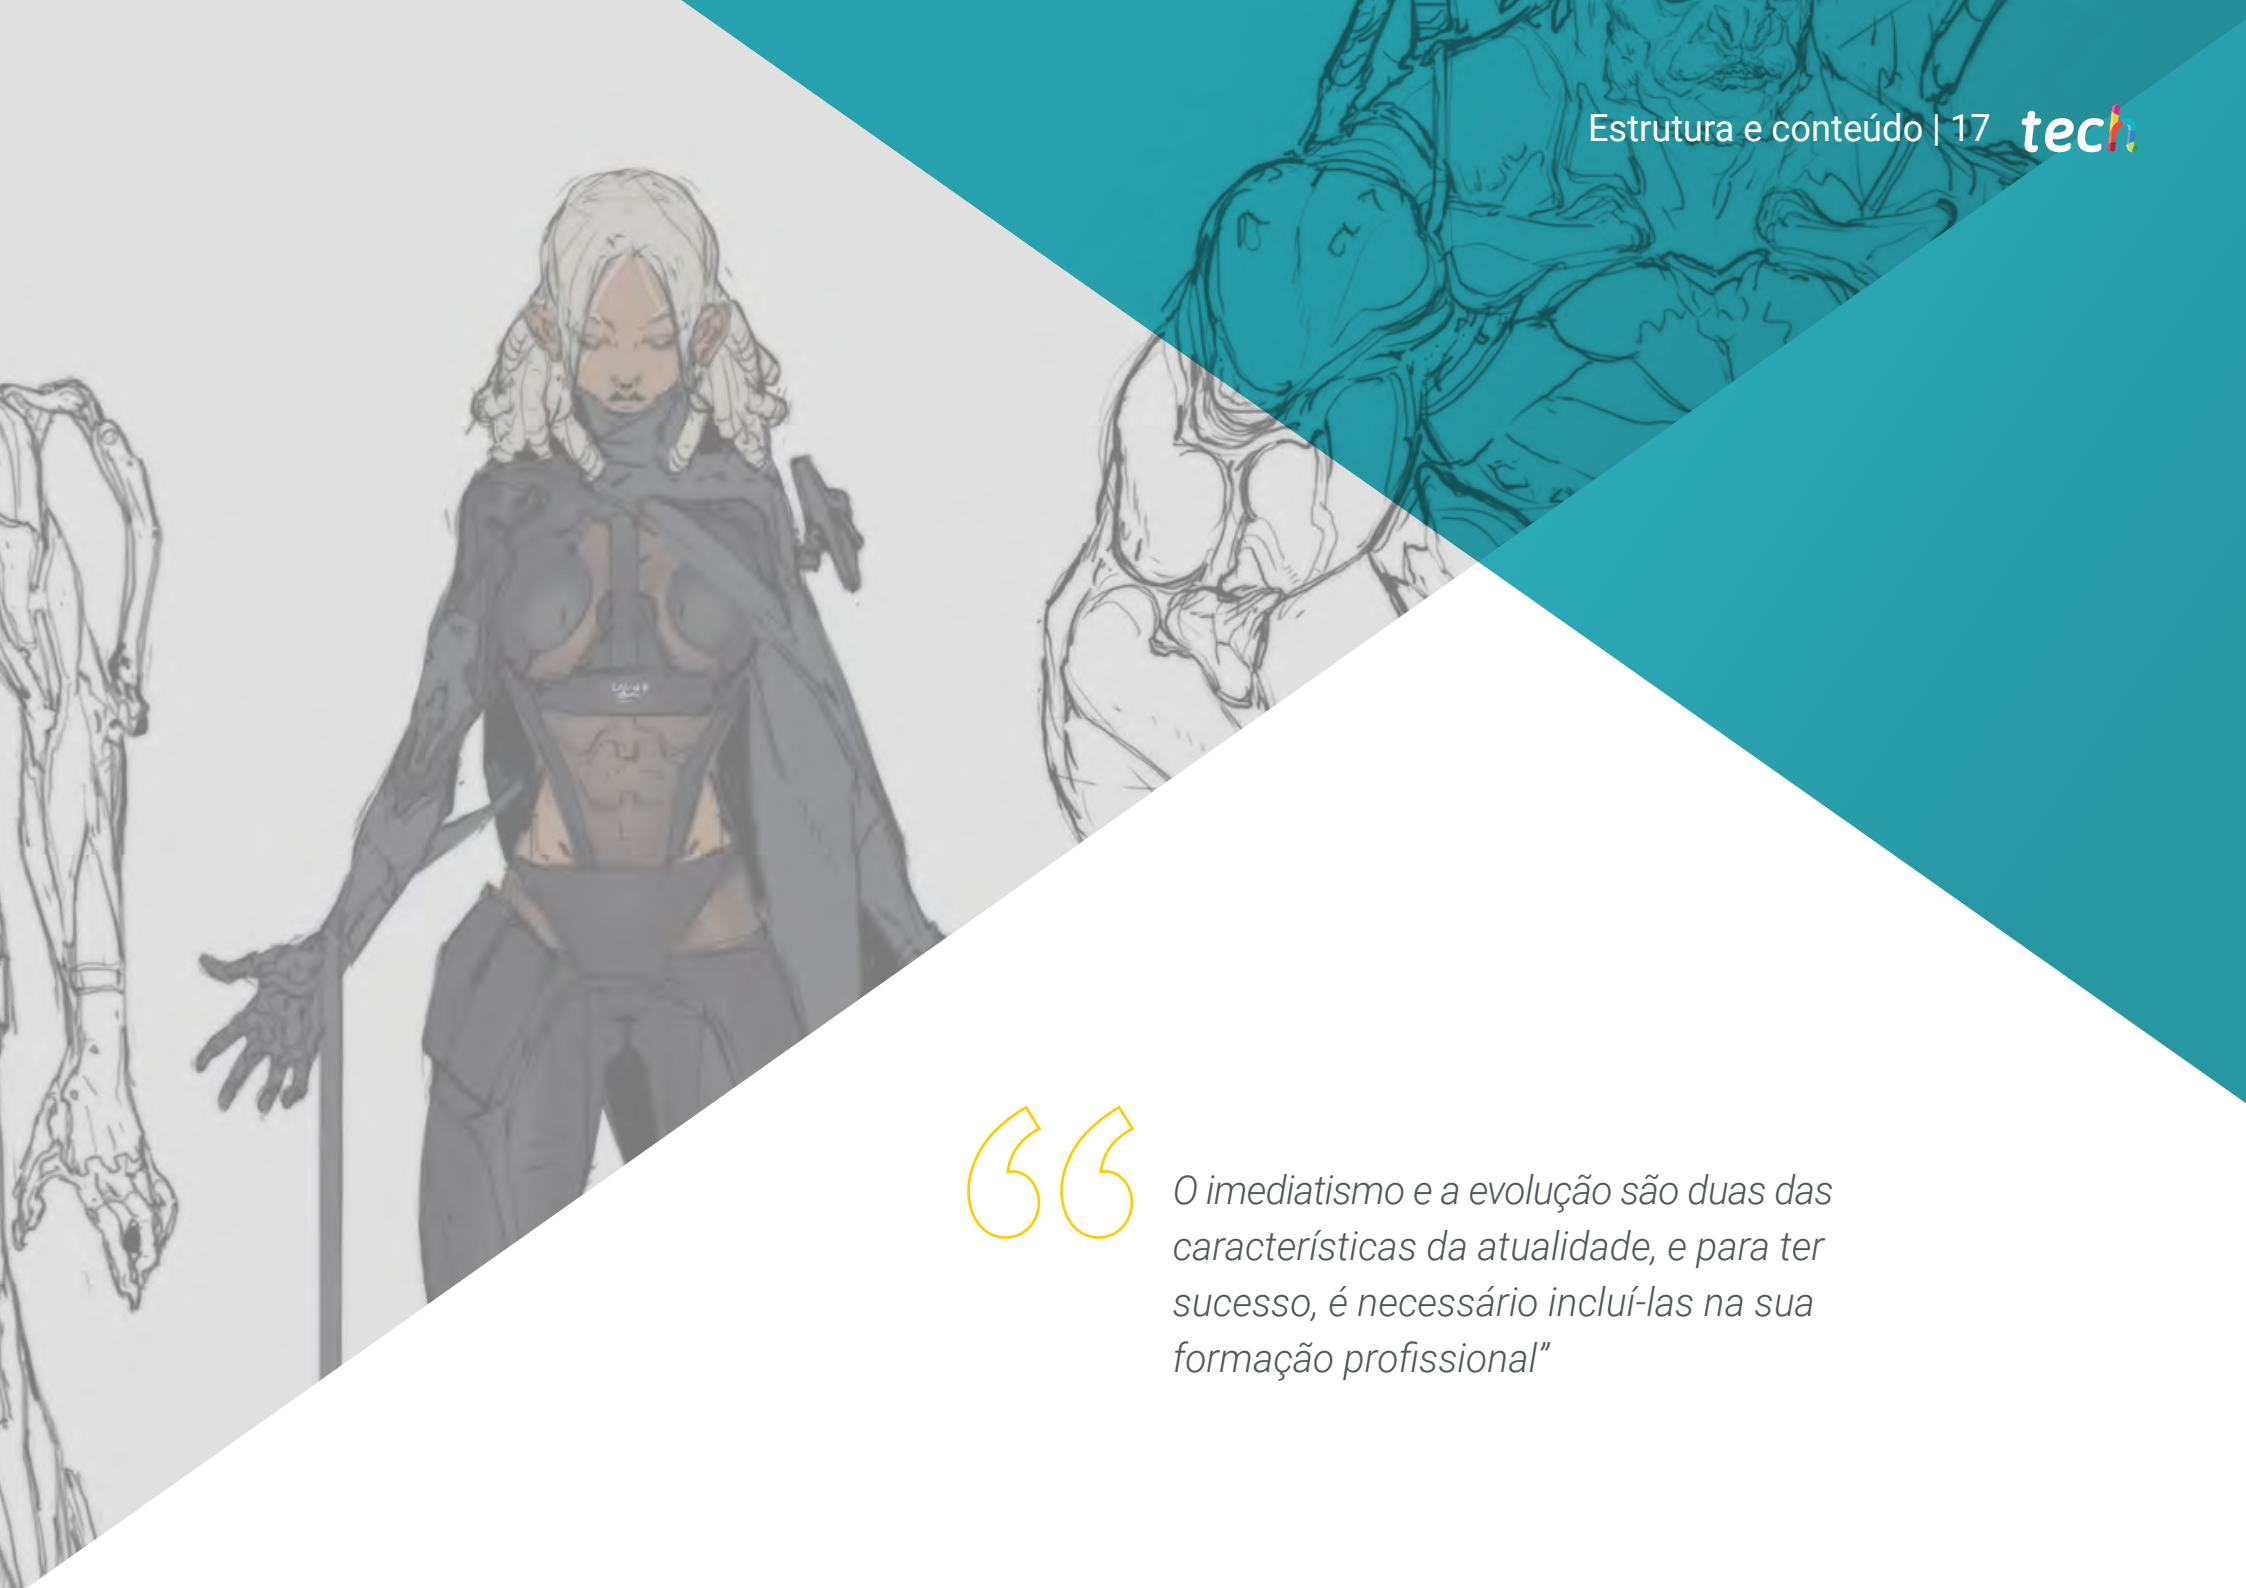 Estrutura e conteúdo | 17 tech
“
O imediatismo e a evolução são duas das
características da atualidade, e para ter
sucesso, é necessário incluí-las na sua
formação profissional”